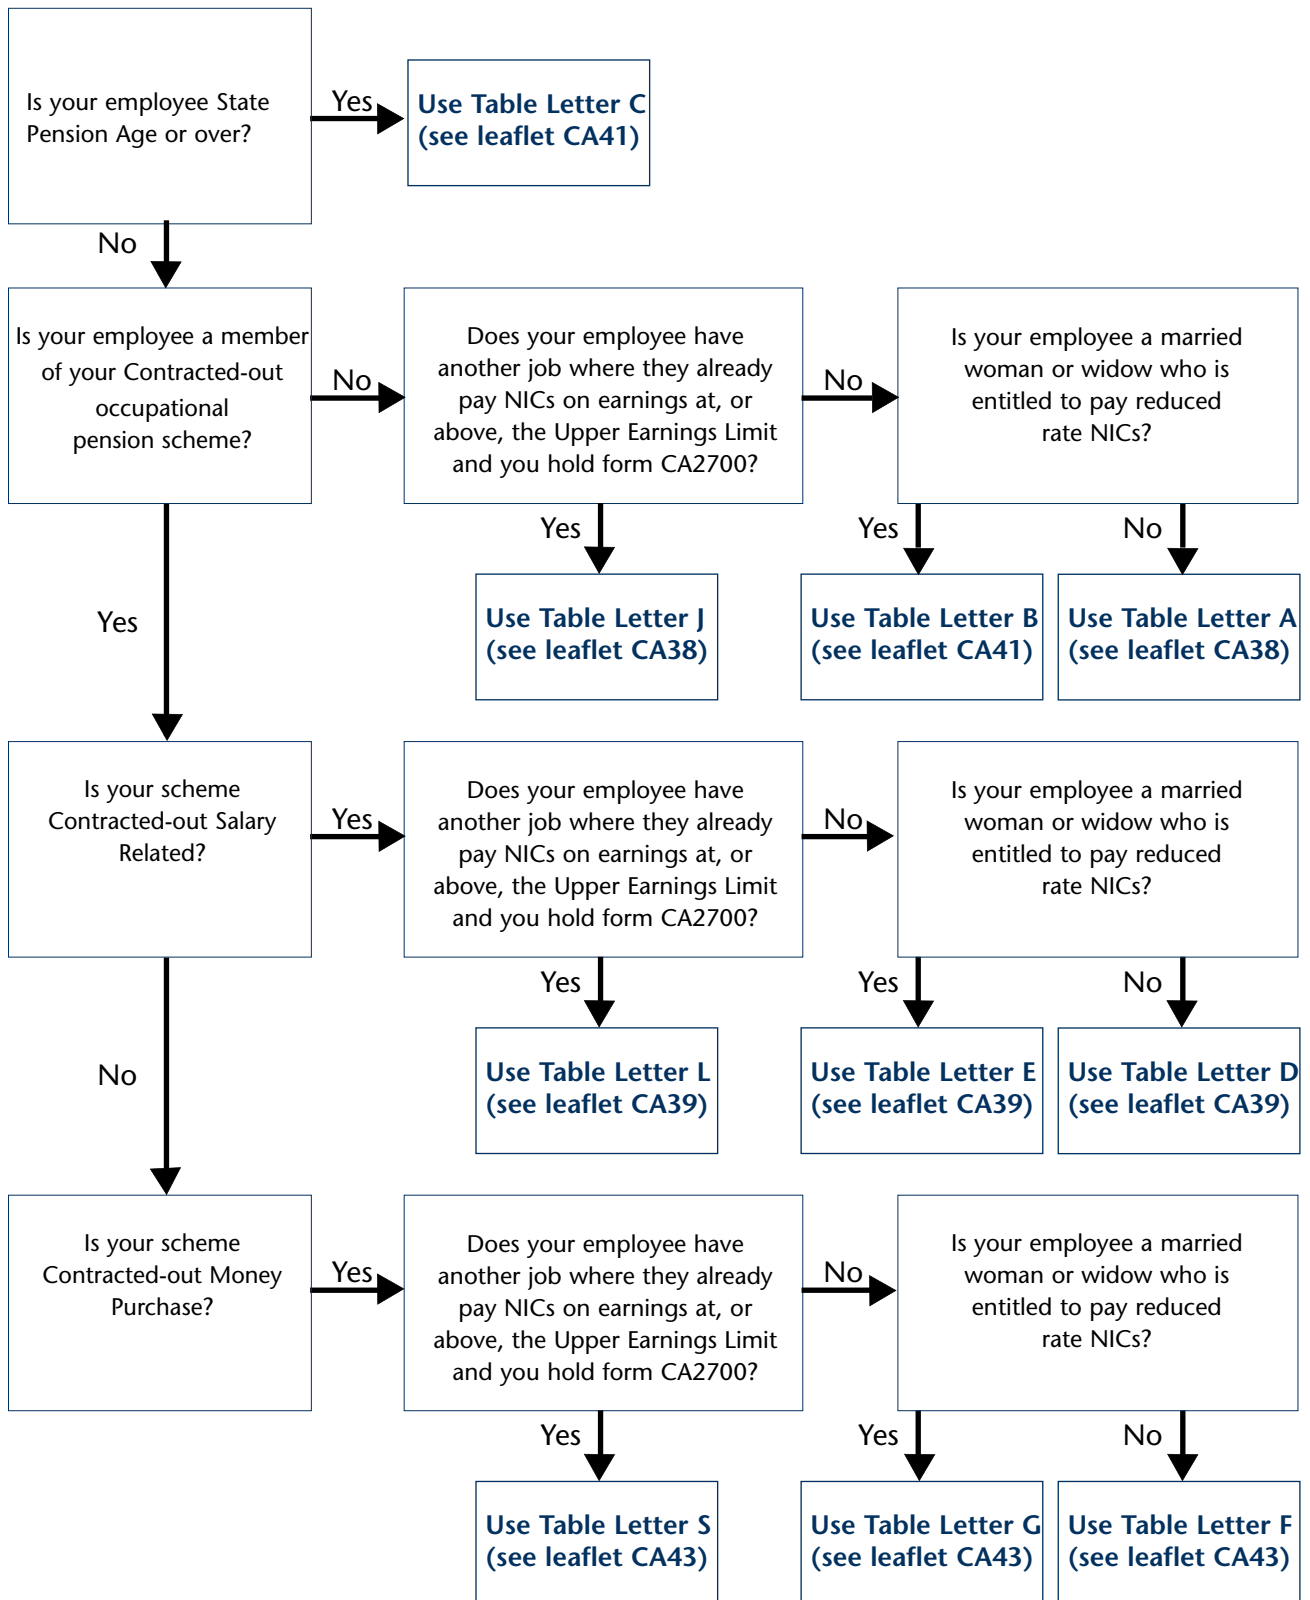 Is your employee State
Pension Age or over?
Yes
Use Table Letter C
(see leaflet CA41)
No
Is your employee a member
of your Contracted-out
occupational
pension scheme?
No
Does your employee have
another job where they already
pay NICs on earnings at, or
above, the Upper Earnings Limit
and you hold form CA2700?
No
Is your employee a married
woman or widow who is
entitled to pay reduced
rate NICs?
Yes
Yes
No
Use Table Letter J
(see leaflet CA38)
Use Table Letter B
(see leaflet CA41)
Use Table Letter A
(see leaflet CA38)
Yes
Is your scheme
Contracted-out Salary
Related?
Yes
Does your employee have
another job where they already
pay NICs on earnings at, or
above, the Upper Earnings Limit
and you hold form CA2700?
No
Is your employee a married
woman or widow who is
entitled to pay reduced
rate NICs?
Yes
Yes
No
Use Table Letter L
(see leaflet CA39)
Use Table Letter E
(see leaflet CA39)
Use Table Letter D
(see leaflet CA39)
No
Is your scheme
Contracted-out Money
Purchase?
Yes
Does your employee have
another job where they already
pay NICs on earnings at, or
above, the Upper Earnings Limit
and you hold form CA2700?
No
Is your employee a married
woman or widow who is
entitled to pay reduced
rate NICs?
Yes
Yes
No
Use Table Letter S
(see leaflet CA43)
Use Table Letter G
(see leaflet CA43)
Use Table Letter F
(see leaflet CA43)